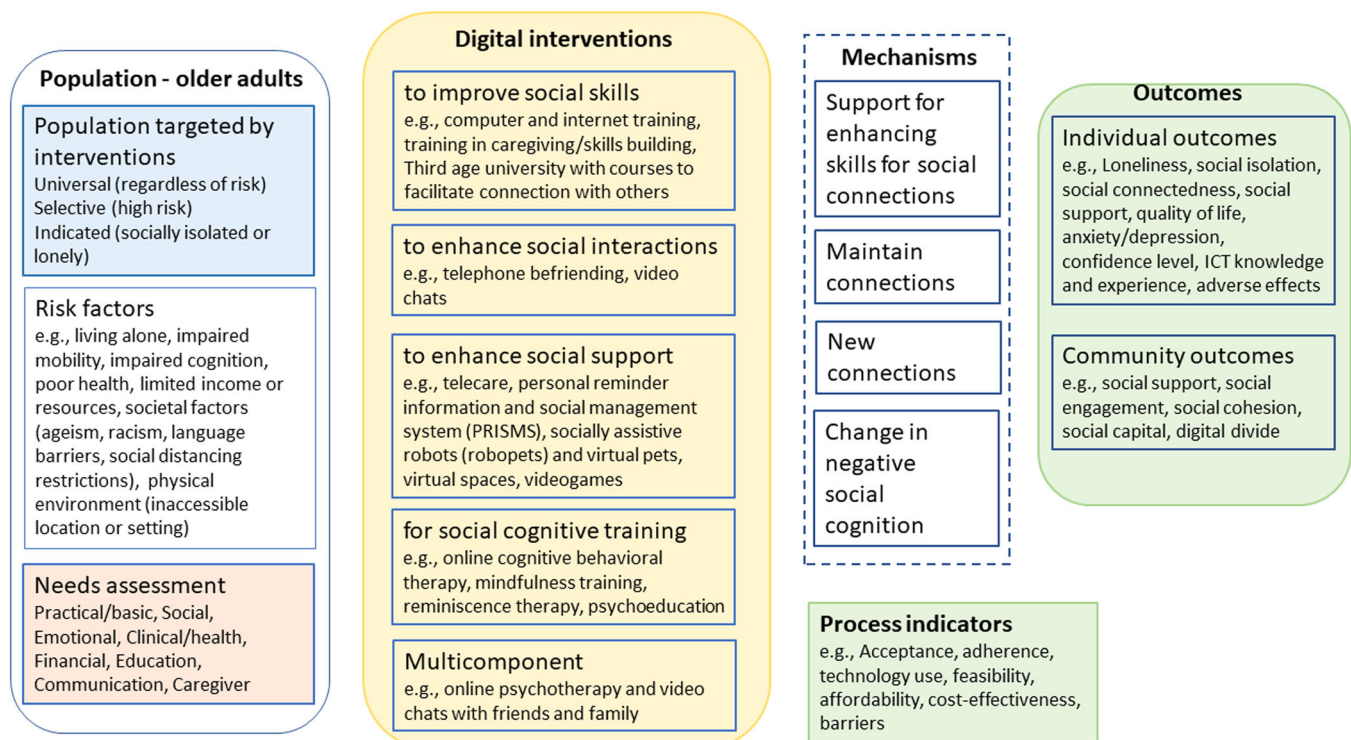 Population - older adults
Population targeted by
interventions
Universal (regardless of risk)
Selective (high risk)
Indicated (socially isolated or
lonely)
Risk factors
e.g., living alone, impaired
mobility, impaired cognition,
poor health, limited income or
resources, societal factors
(ageism, racism, language
barriers, social distancing
restrictions), physical
environment (inaccessible
location or setting)
Needs assessment
Practical/basic, Social,
Emotional, Clinical/health,
Financial, Education,
Communication, Caregiver
Digital interventions
to improve social skills
e.g., computer and internet training,
training in caregiving/skills building,
Third age university with courses to
facilitate connection with others
to enhance social interactions
e.g., telephone befriending, video
chats
to enhance social support
e.g., telecare, personal reminder
information and social management
system (PRISMS), socially assistive
robots (robopets) and virtual pets,
virtual spaces, videogames
for social cognitive training
e.g., online cognitive behavioral
therapy, mindfulness training,
reminiscence therapy, psychoeducation
Multicomponent
e.g., online psychotherapy and video
chats with friends and family
Mechanisms
Support for
enhancing
skills for social
connections
Maintain
connections
New
connections
Change in
negative
social
cognition
Outcomes
Individual outcomes
e.g., Loneliness, social isolation,
social connectedness, social
support, quality of life,
anxiety/depression,
confidence level, ICT knowledge
and experience, adverse effects
Community outcomes
e.g., social support, social
engagement, social cohesion,
social capital, digital divide
Process indicators
e.g., Acceptance, adherence,
technology use, feasibility,
affordability, cost-effectiveness,
barriers